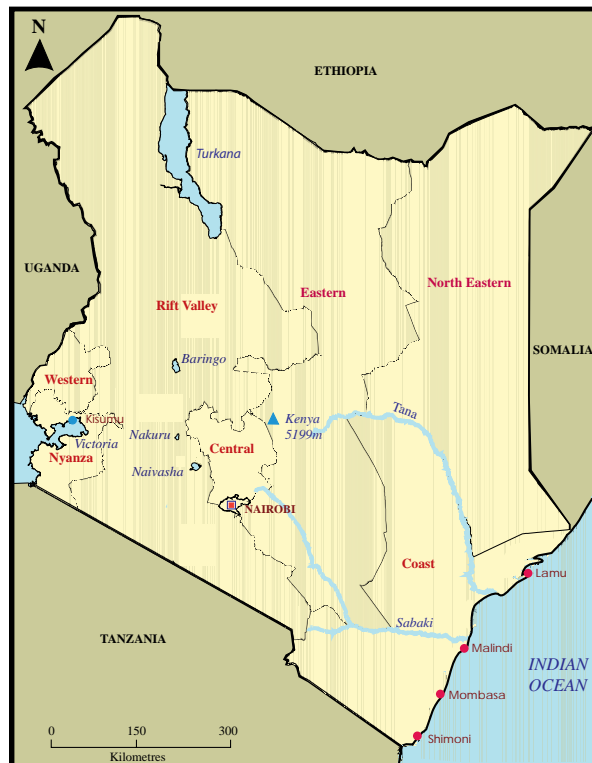 N
ETHIOPIA
Turkana
UGANDA
North Eastern
Eastern
Rift Valley
SOMALIA
Baringo
Western
Tana
Kisumu
Kenya
5199m
Nakuru
Victoria
Central
Nyanza
Naivasha
NAIROBI
Coast
Lamu
Sabaki
TANZANIA
Malindi
INDIAN
OCEAN
Mombasa
0 150 300
Shimoni
Kilometres